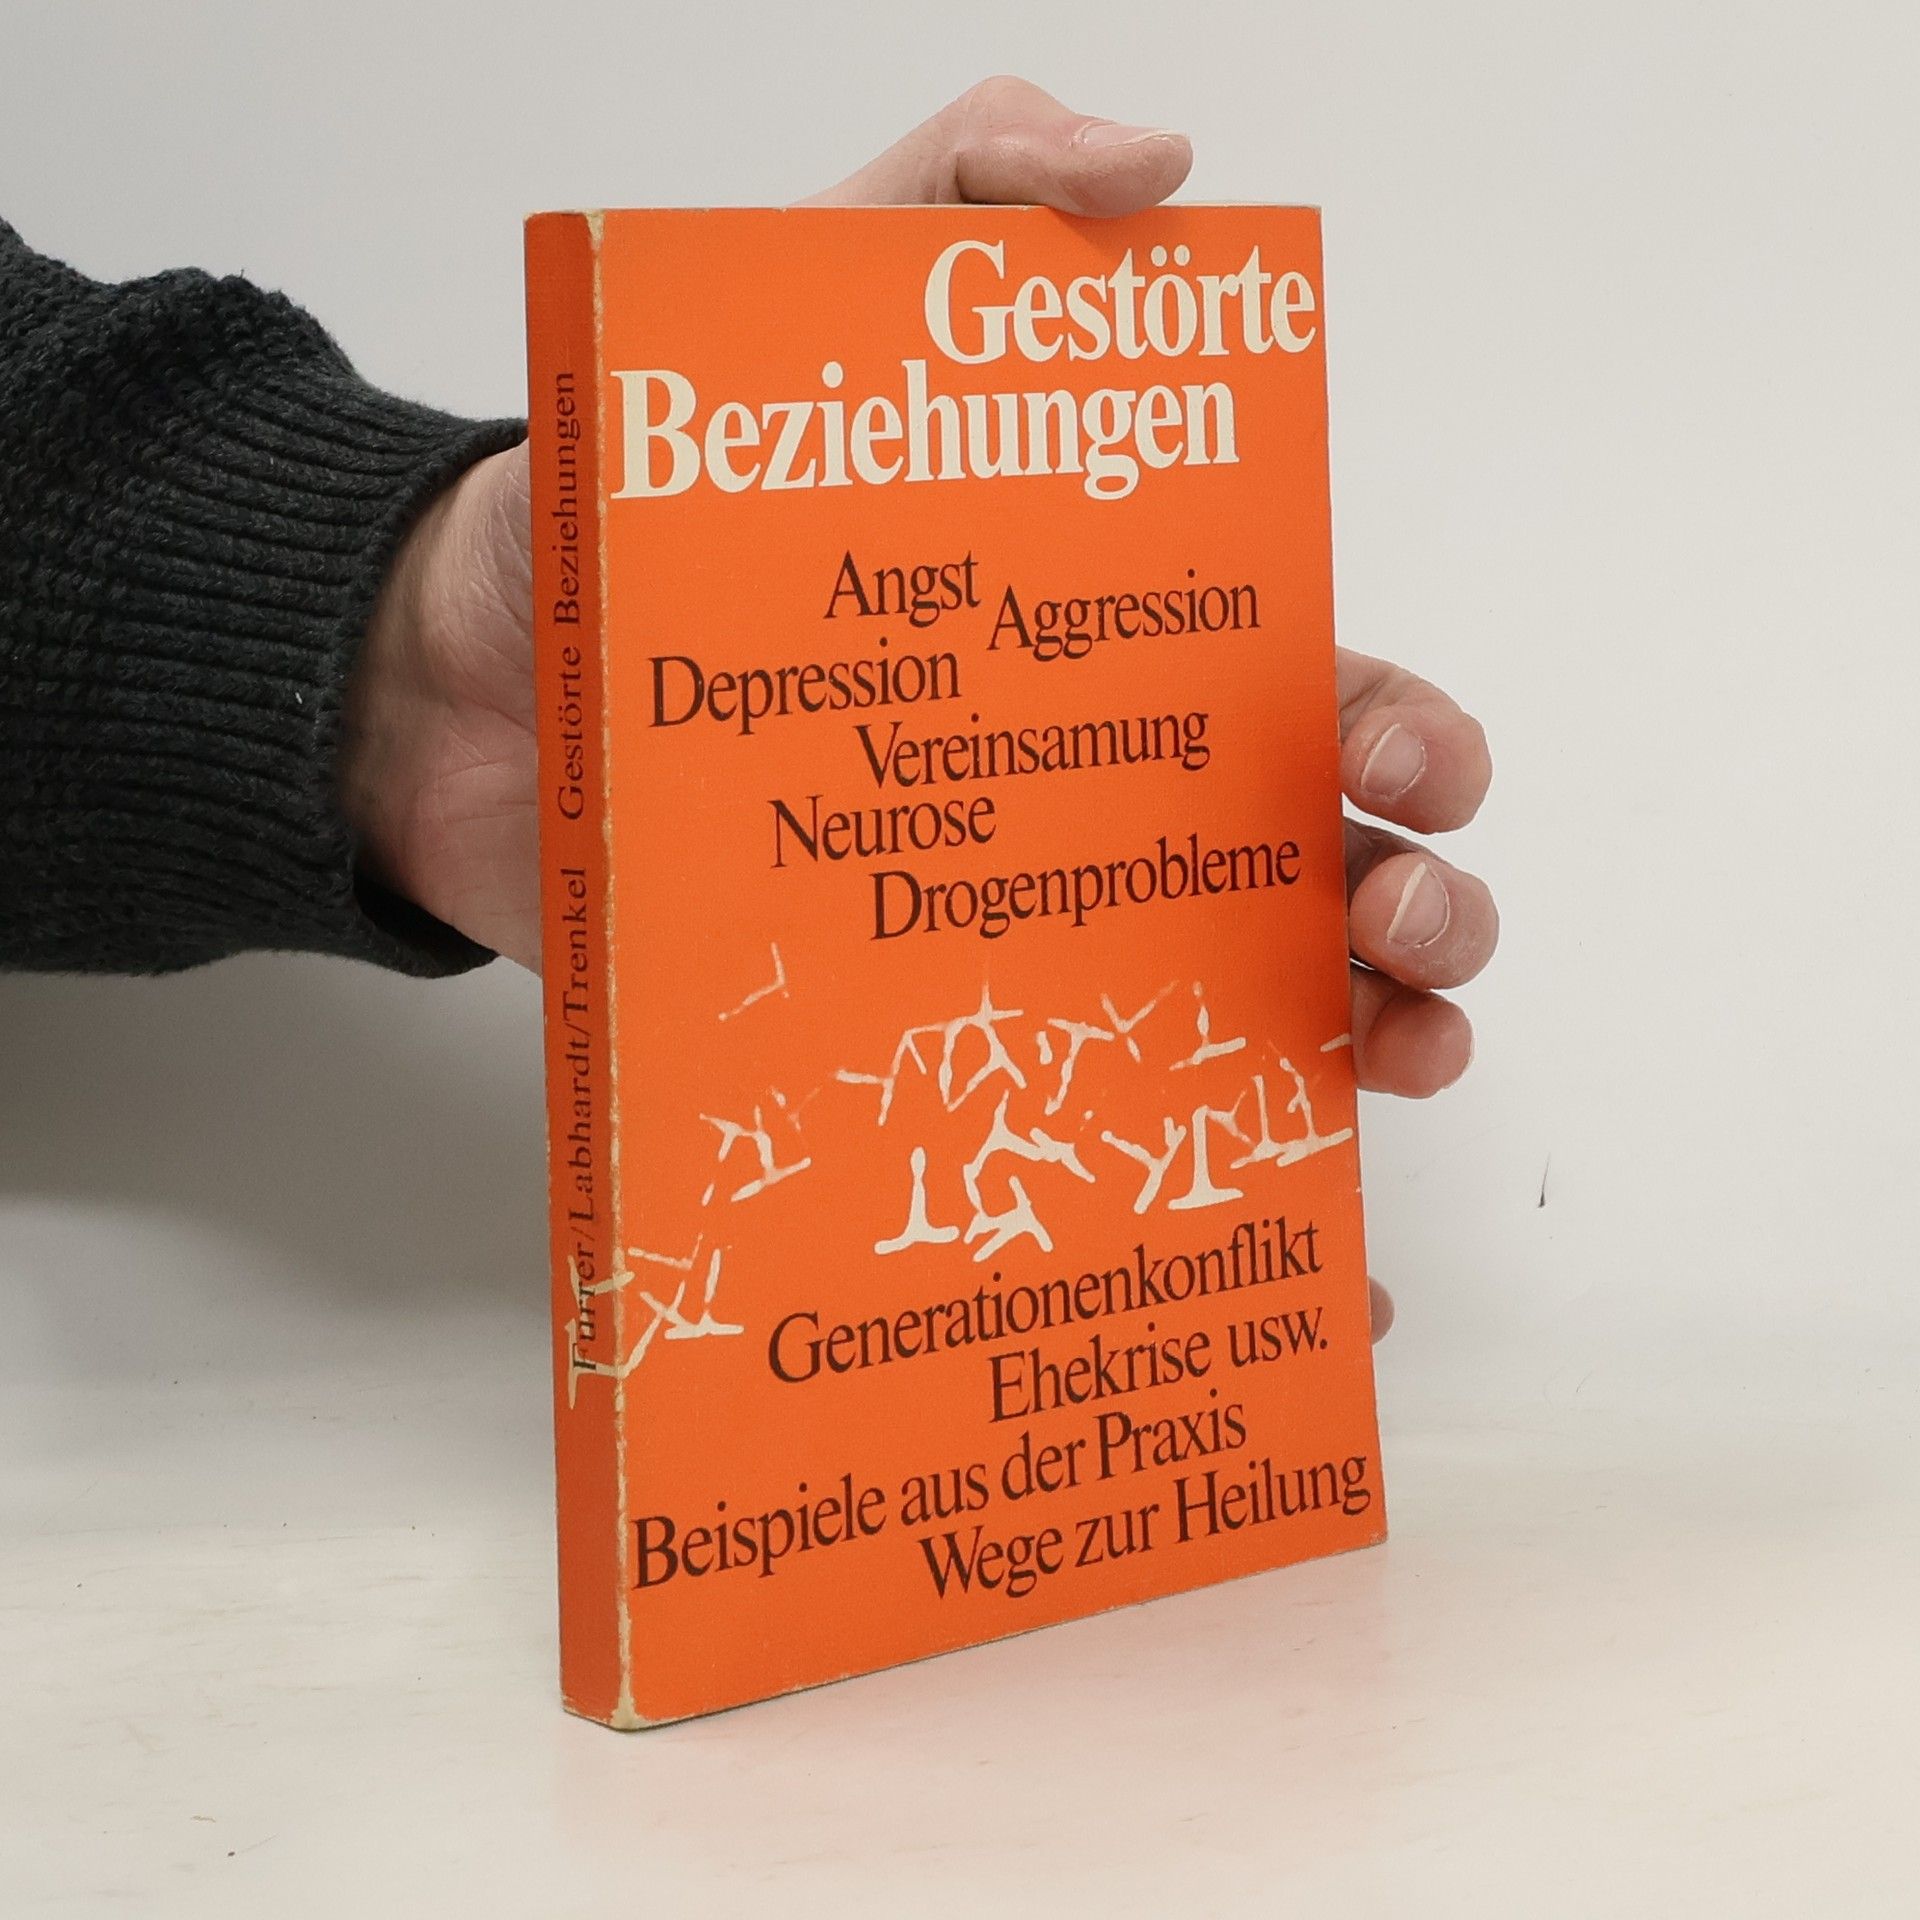 Gestörte
Beziehungen
Angst
Aggression
Depression
Vereinsamung
Neurose
Drogenprobleme
Generationenkonflikt
Ehekrise usw.
Beispiele aus der Praxis
Wege zur Heilung
Furrer/Labhardt/Trenkel Gestörte Beziehungen